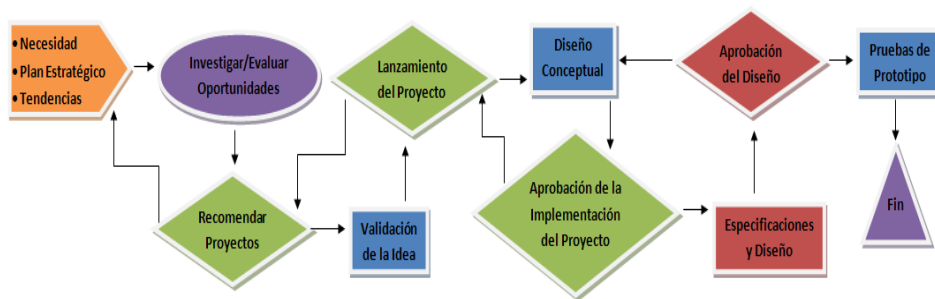 • Necesidad
• Plan Estratégico
• Tendencias
Investigar/Evaluar
Oportunidades
Recomendar
Proyectos
Validación
de la Idea
Lanzamiento
del Proyecto
Diseño
Conceptual
Aprobación de la
Implementación
del Proyecto
Especificaciones
y Diseño
Aprobación
del Diseño
Pruebas de
Prototipo
Fin